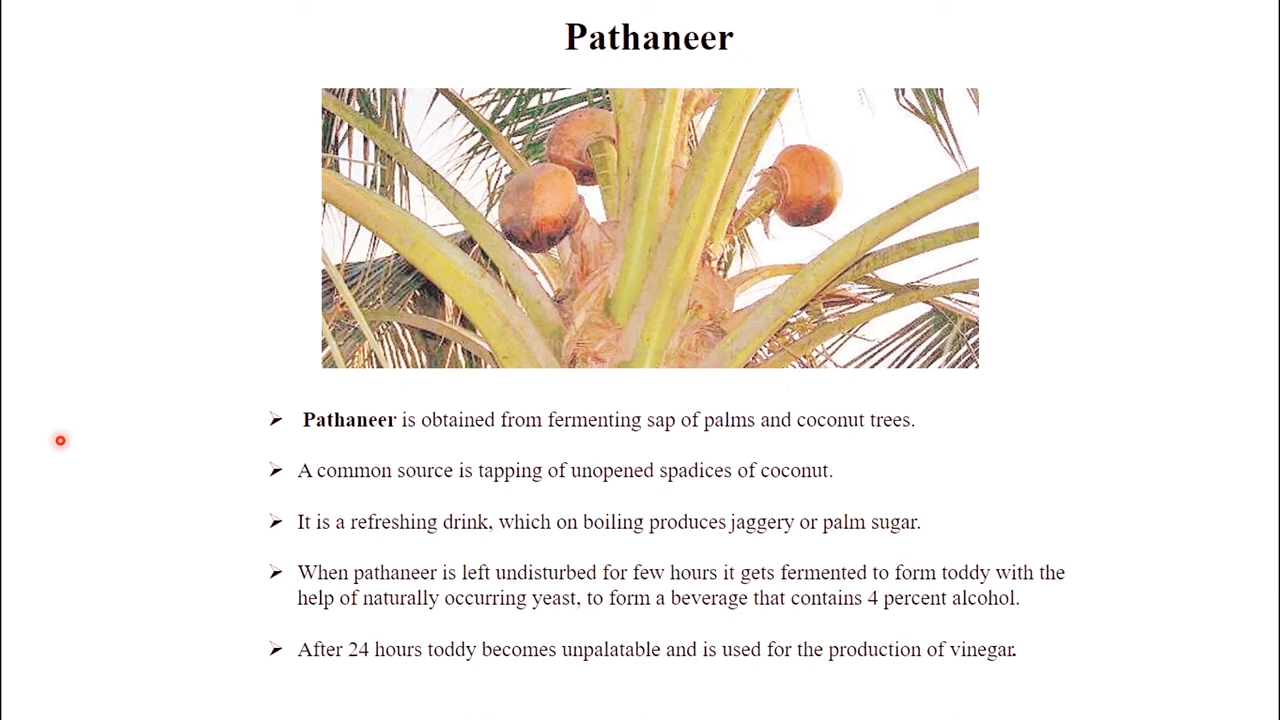 Pathaneer
➢ Pathaneer is obtained from fermenting sap of palms and coconut trees.
➢ A common source is tapping of unopened spadices of coconut.
➢ It is a refreshing drink, which on boiling produces jaggery or palm sugar.
➢ When pathaneer is left undisturbed for few hours it gets fermented to form toddy with the
help of naturally occurring yeast, to form a beverage that contains 4 percent alcohol.
➢ After 24 hours toddy becomes unpalatable and is used for the production of vinegar.